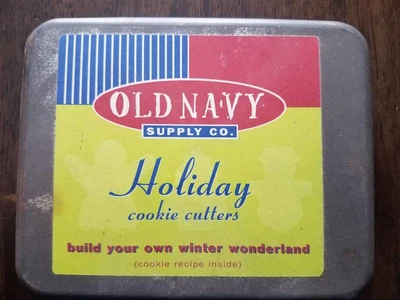 OLD NAVY
SUPPLY CO.
Holiday
cookie cutters
build your own winter wonderland
(cookie recipe inside)